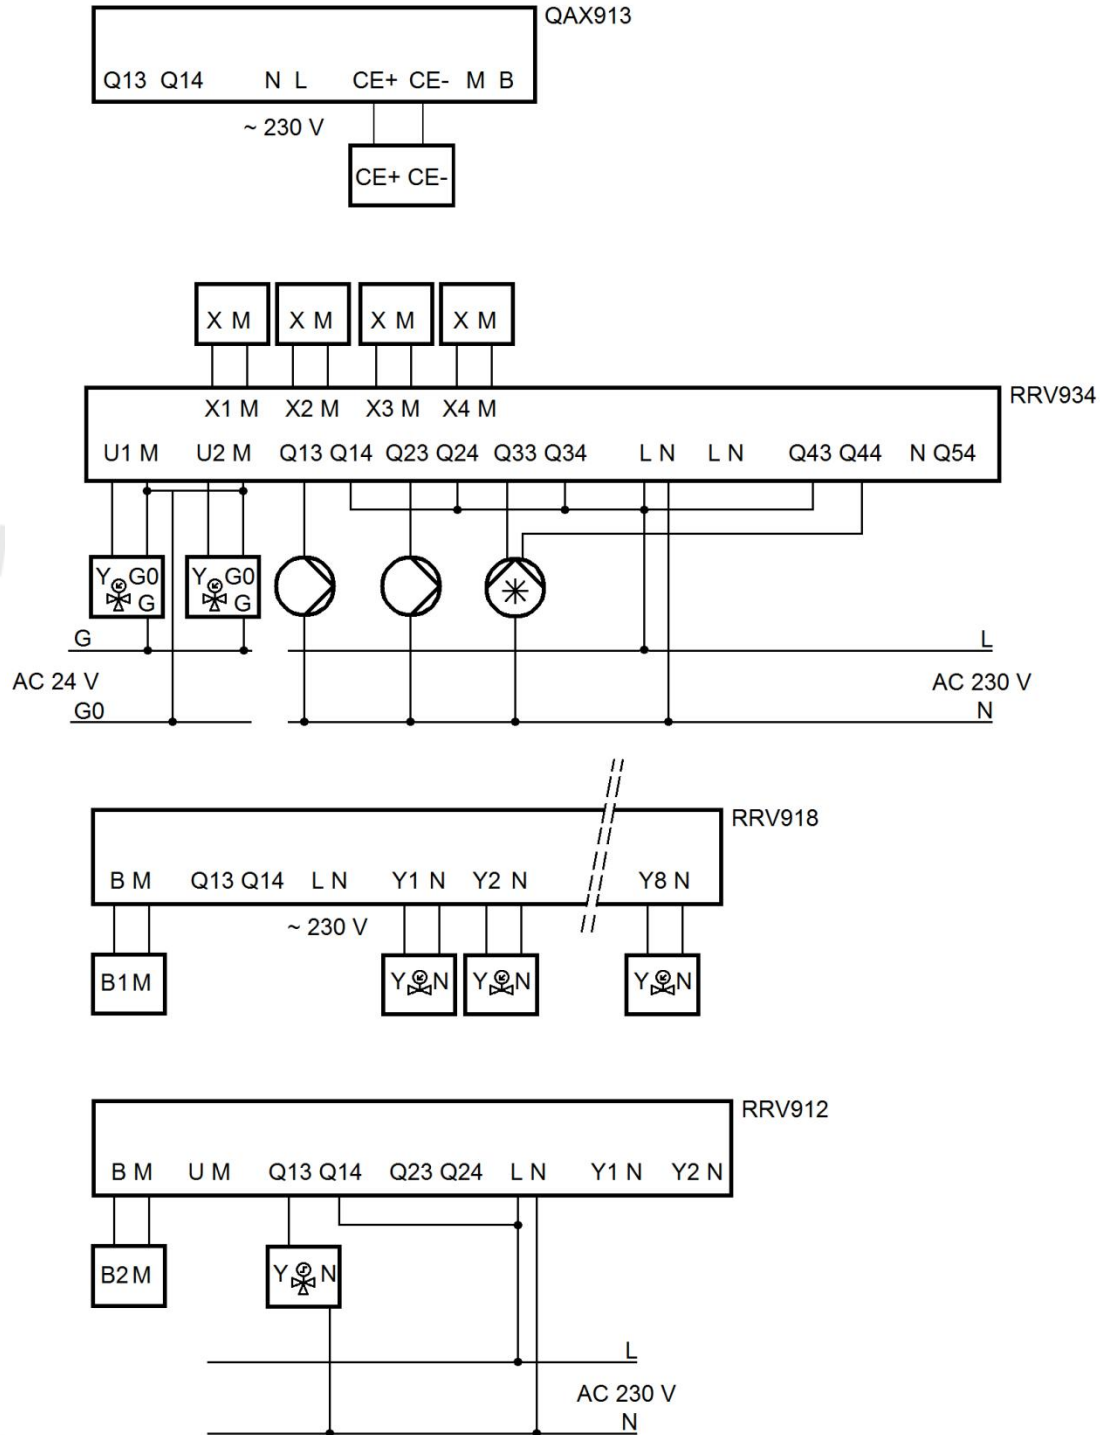 QAX913
Q13 Q14 N L CE+ CE- M B
~ 230 V
CE+ CE-
X M X M X M X M
RRV934
X1 M X2 M X3 M X4 M
U1 M U2 M Q13 Q14 Q23 Q24 Q33 Q34 L N L N Q43 Q44 N Q54
Y G0 Y G0
G G
G L
AC 24 V AC 230 V
G0 N
RRV918
B M Q13 Q14 L N Y1 N Y2 N Y8 N
~ 230 V
B1 M Y N Y N Y N
RRV912
B M U M Q13 Q14 Q23 Q24 L N Y1 N Y2 N
B2 M Y N
L
AC 230 V
N